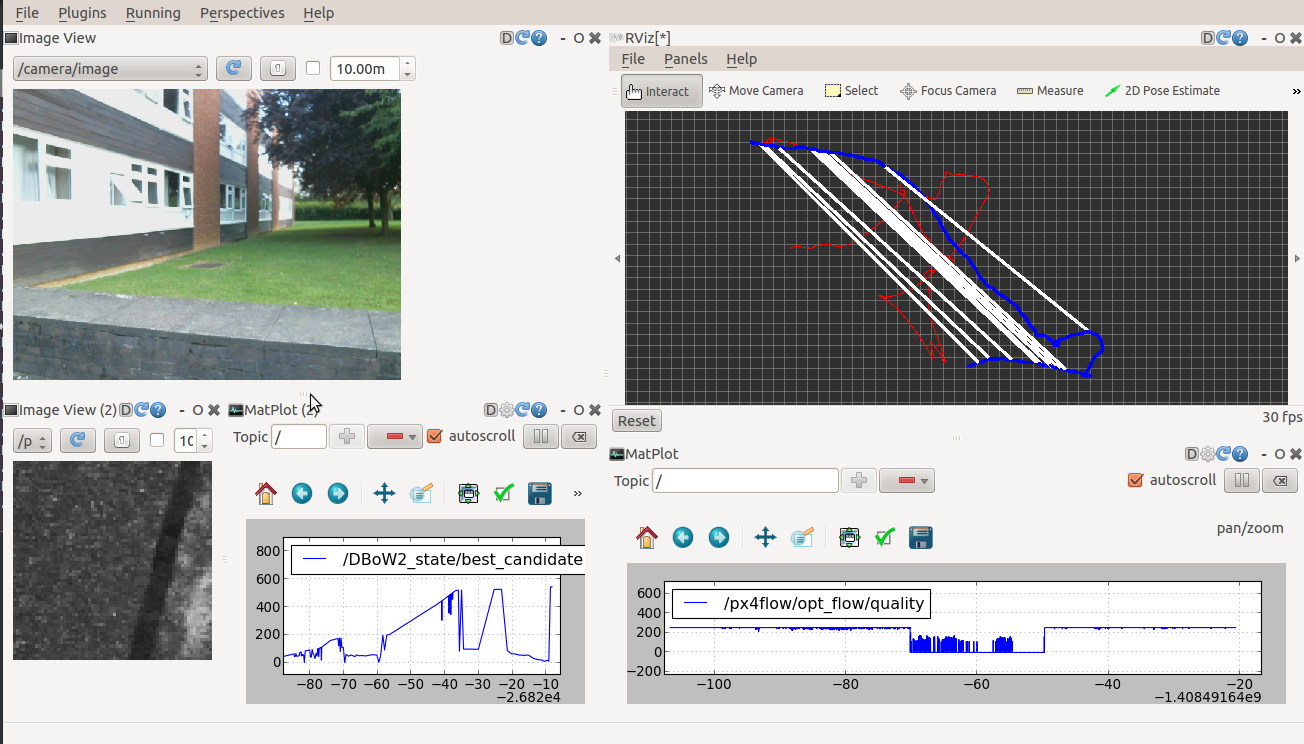 File Plugins Running Perspectives Help
Image View D - O
/camera/image 10.00m
RViz[*] D - O
File Panels Help
Interact Move Camera Select Focus Camera Measure 2D Pose Estimate »
Reset 30 fps
Image View (2) D - O
/p 10
MatPlot (2) D - O
Topic / autoscroll
»
/DBoW2_state/best_candidate
800
600
400
200
0
−80 −70 −60 −50 −40 −30 −20 −10
−2.682e4
MatPlot D - O
Topic / autoscroll
pan/zoom
/px4flow/opt_flow/quality
600
400
200
0
−200
−100 −80 −60 −40 −20
−1.40849164e9